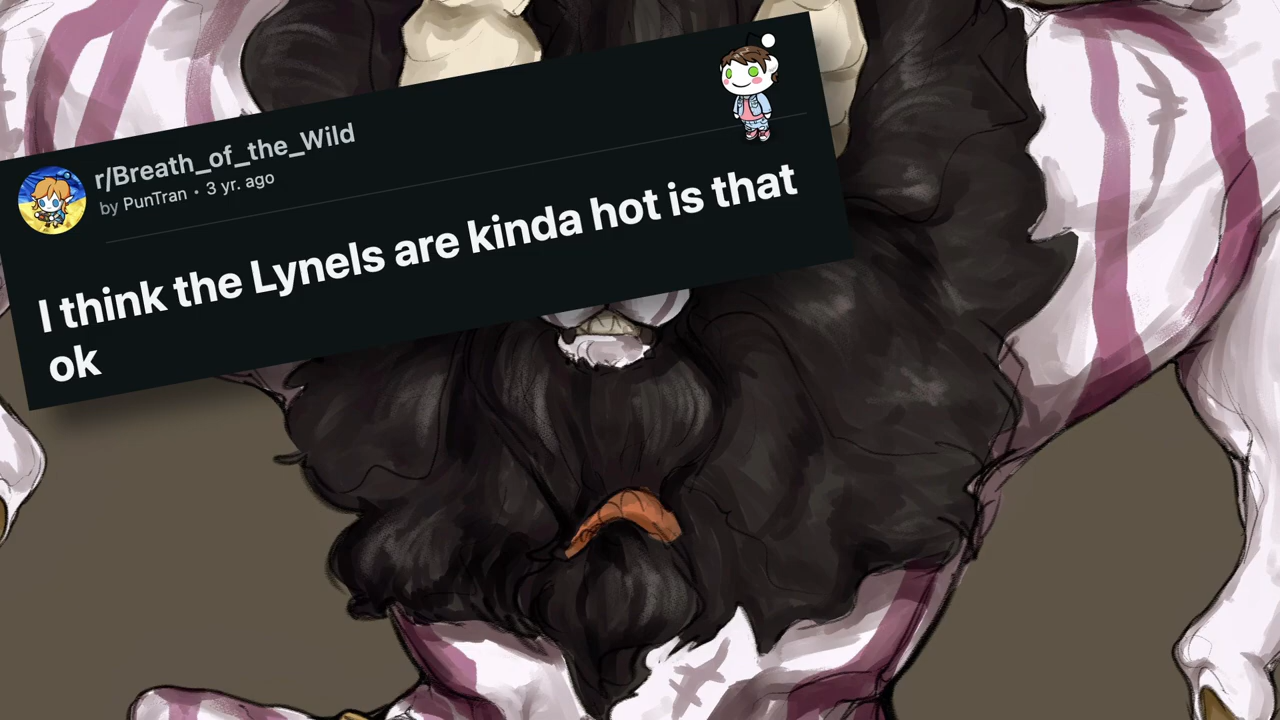 r/Breath_of_the_Wild
by PunTran · 3 yr. ago
I think the Lynels are kinda hot is that
ok